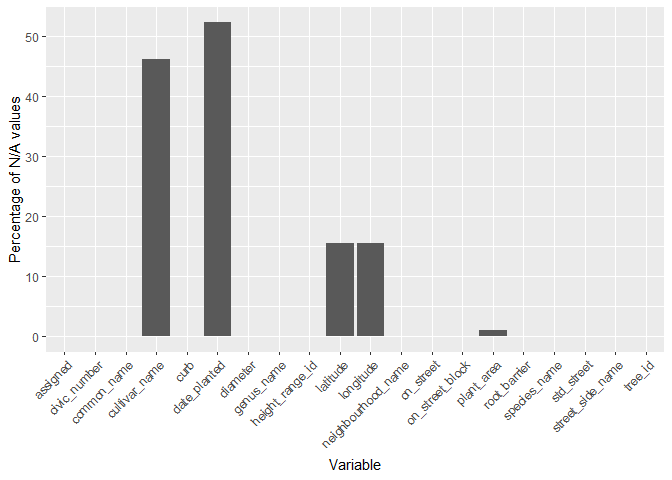 Percentage of N/A values
50
40
30
20
10
0
assigned
civic_number
common_name
cultivar_name
curb
date_planted
diameter
genus_name
height_range_id
latitude
longitude
neighbourhood_name
on_street
on_street_block
plant_area
root_barrier
species_name
std_street
street_side_name
tree_id
Variable